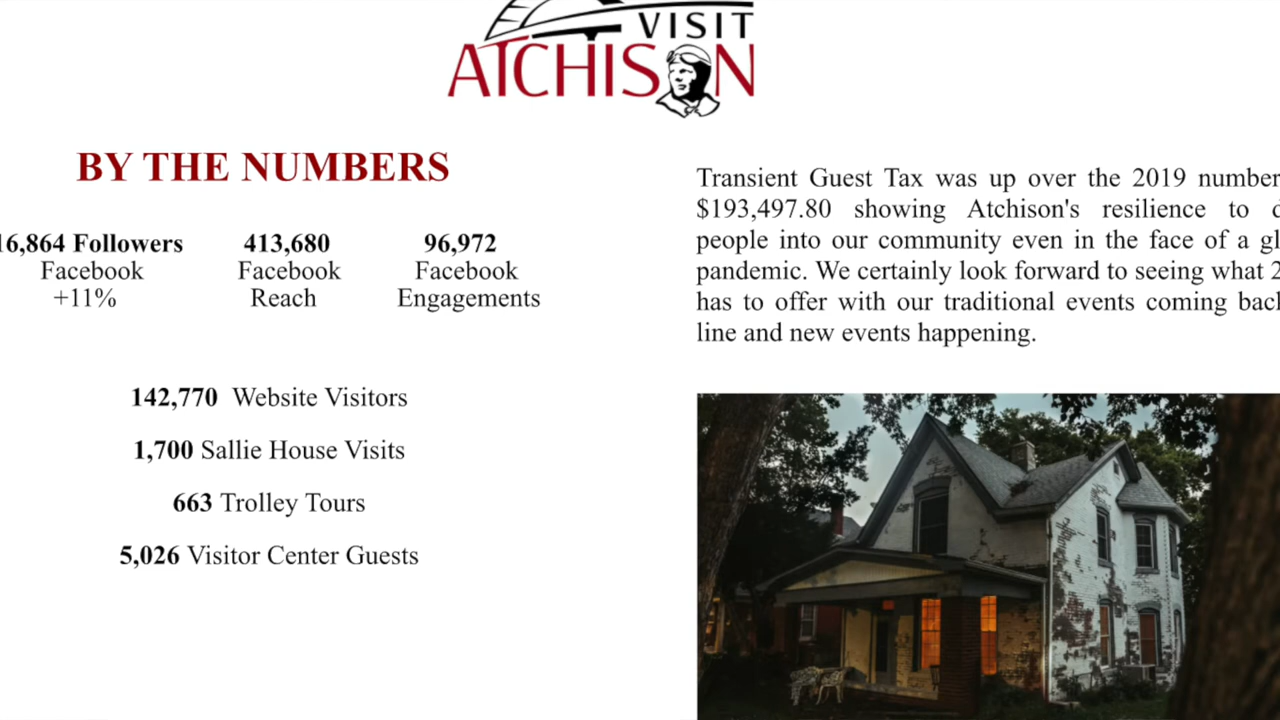 VISIT
ATCHISON
BY THE NUMBERS
16,864 Followers
Facebook
+11%
413,680
Facebook
Reach
96,972
Facebook
Engagements
142,770 Website Visitors
1,700 Sallie House Visits
663 Trolley Tours
5,026 Visitor Center Guests
Transient Guest Tax was up over the 2019 number
$193,497.80 showing Atchison's resilience to
people into our community even in the face of a
pandemic. We certainly look forward to seeing what
has to offer with our traditional events coming back
line and new events happening.